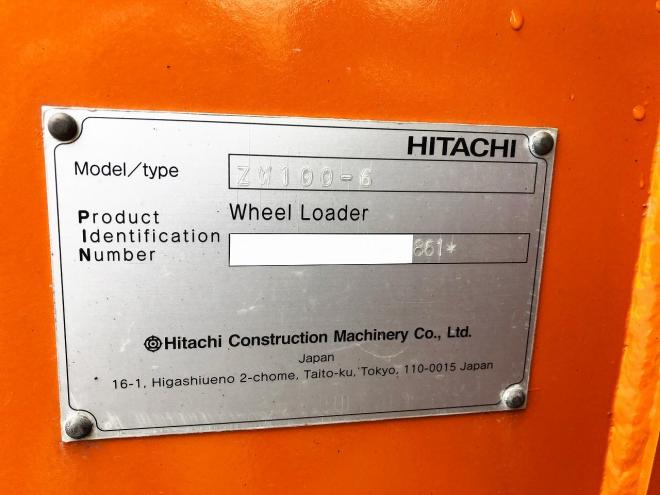 HITACHI
Model/type ZW100-6
Product Wheel Loader
Identification
Number 861*
Hitachi Construction Machinery Co., Ltd.
Japan
16-1, Higashiueno 2-chome, Taito-ku, Tokyo, 110-0015 Japan